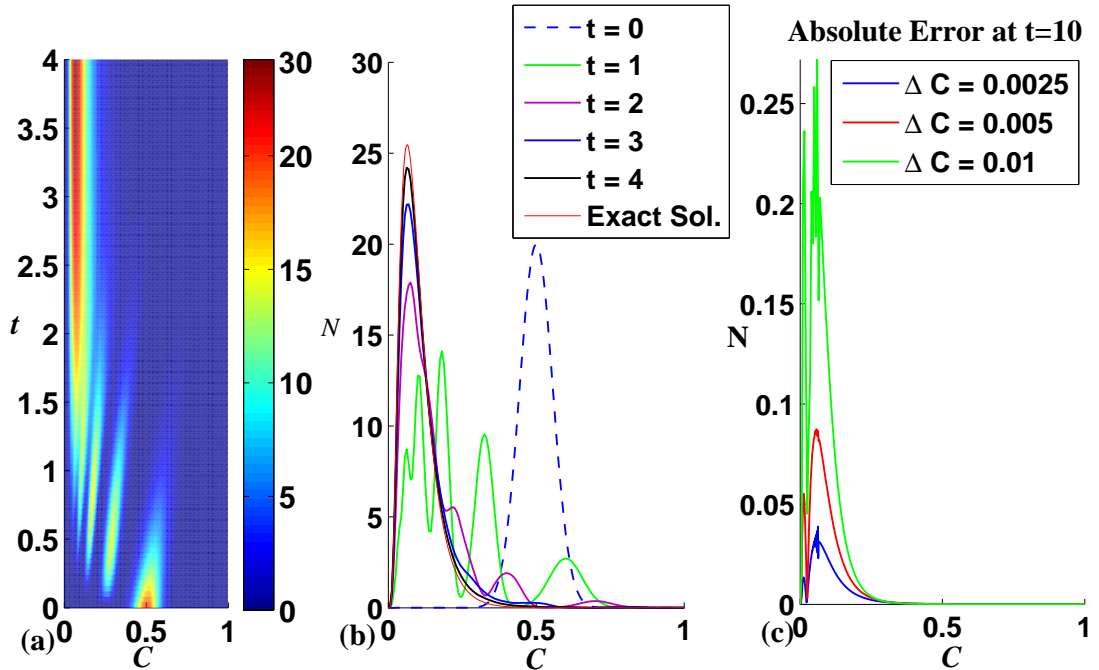 4
3.5
3
2.5
2
1.5
1
0.5
0
t
0
0.5
1
C
(a)
30
25
20
15
10
5
0
30
25
20
15
10
5
0
N
0
0.5
1
C
(b)
t = 0
t = 1
t = 2
t = 3
t = 4
Exact Sol.
Absolute Error at t=10
Δ C = 0.0025
Δ C = 0.005
Δ C = 0.01
0.25
0.2
0.15
0.1
0.05
0
N
0
0.5
1
C
(c)